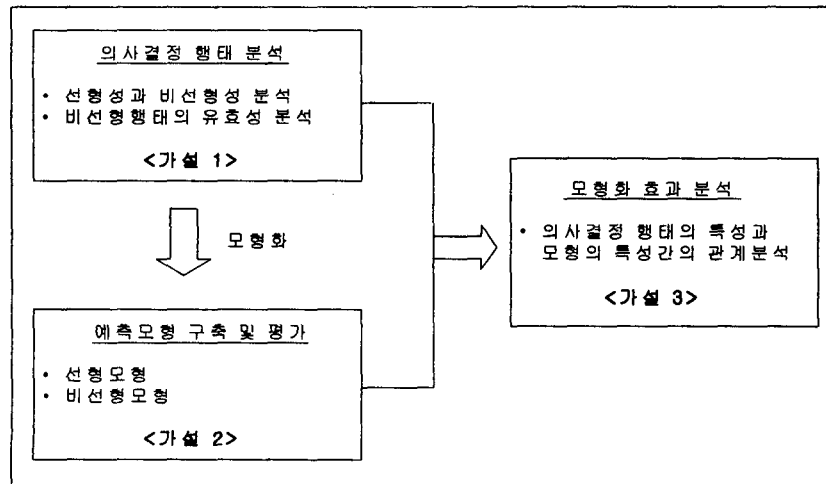 의사결정 행태 분석
• 선형성과 비선형성 분석
• 비선형행태의 유효성 분석
<가설 1>
모형화
예측모형 구축 및 평가
• 선형모형
• 비선형모형
<가설 2>
모형화 효과 분석
• 의사결정 행태의 특성과
모형의 특성간의 관계분석
<가설 3>